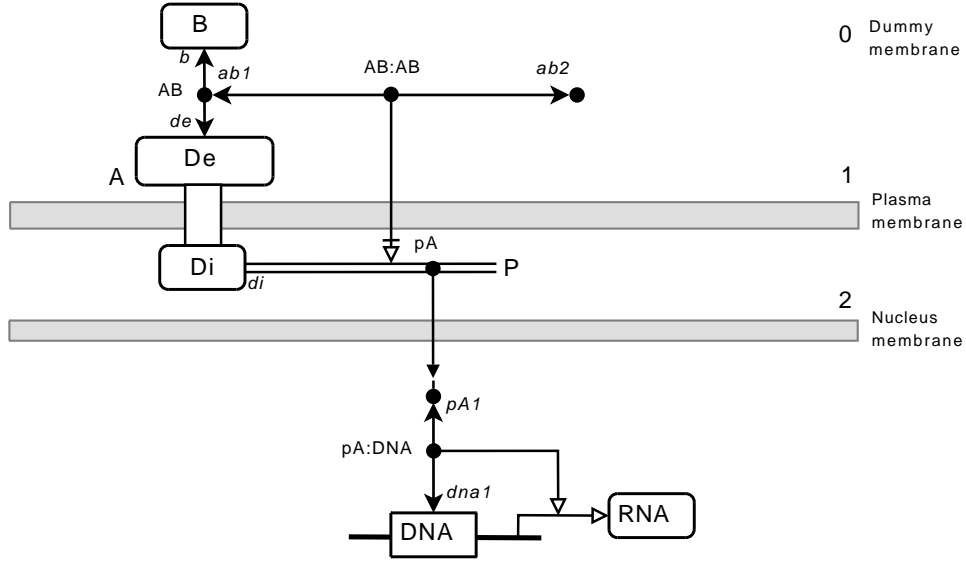 B
0
Dummy
membrane
b
ab1
AB:AB
ab2
AB
de
De
A
1
Plasma
membrane
pA
Di
di
P
2
Nucleus
membrane
pA1
pA:DNA
dna1
DNA
RNA